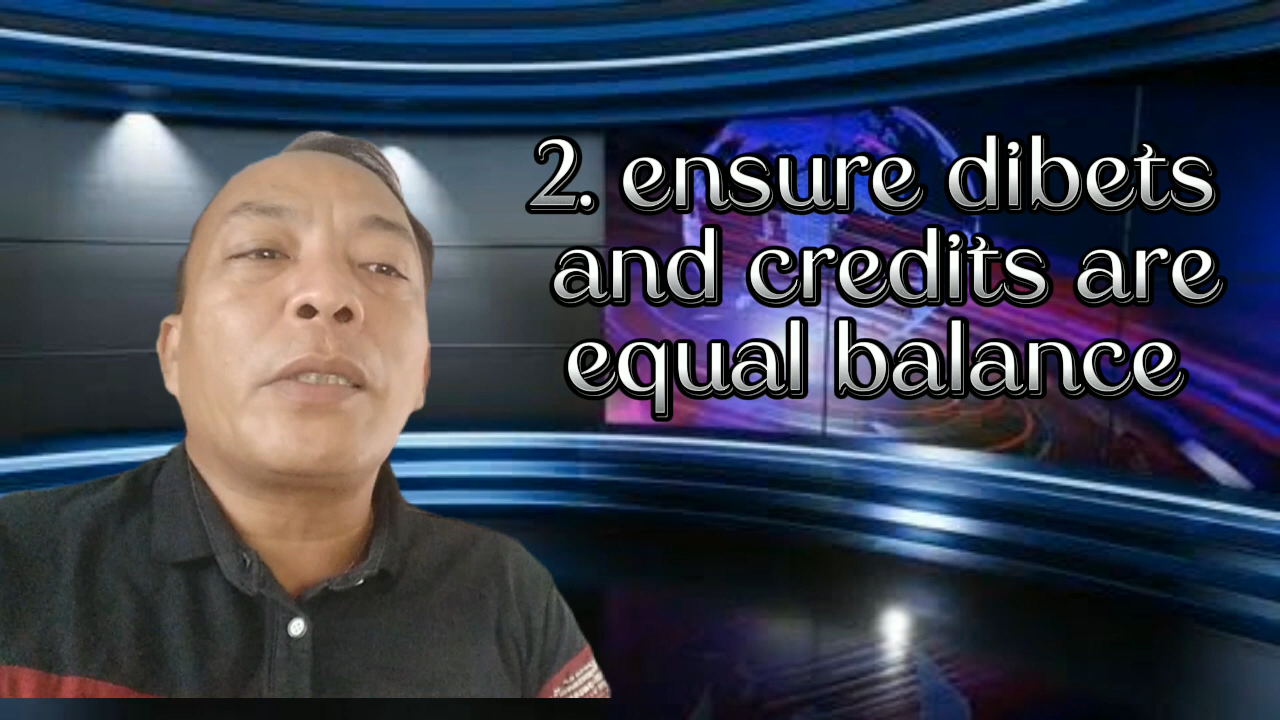 2. ensure dibets
and credits are
equal balance